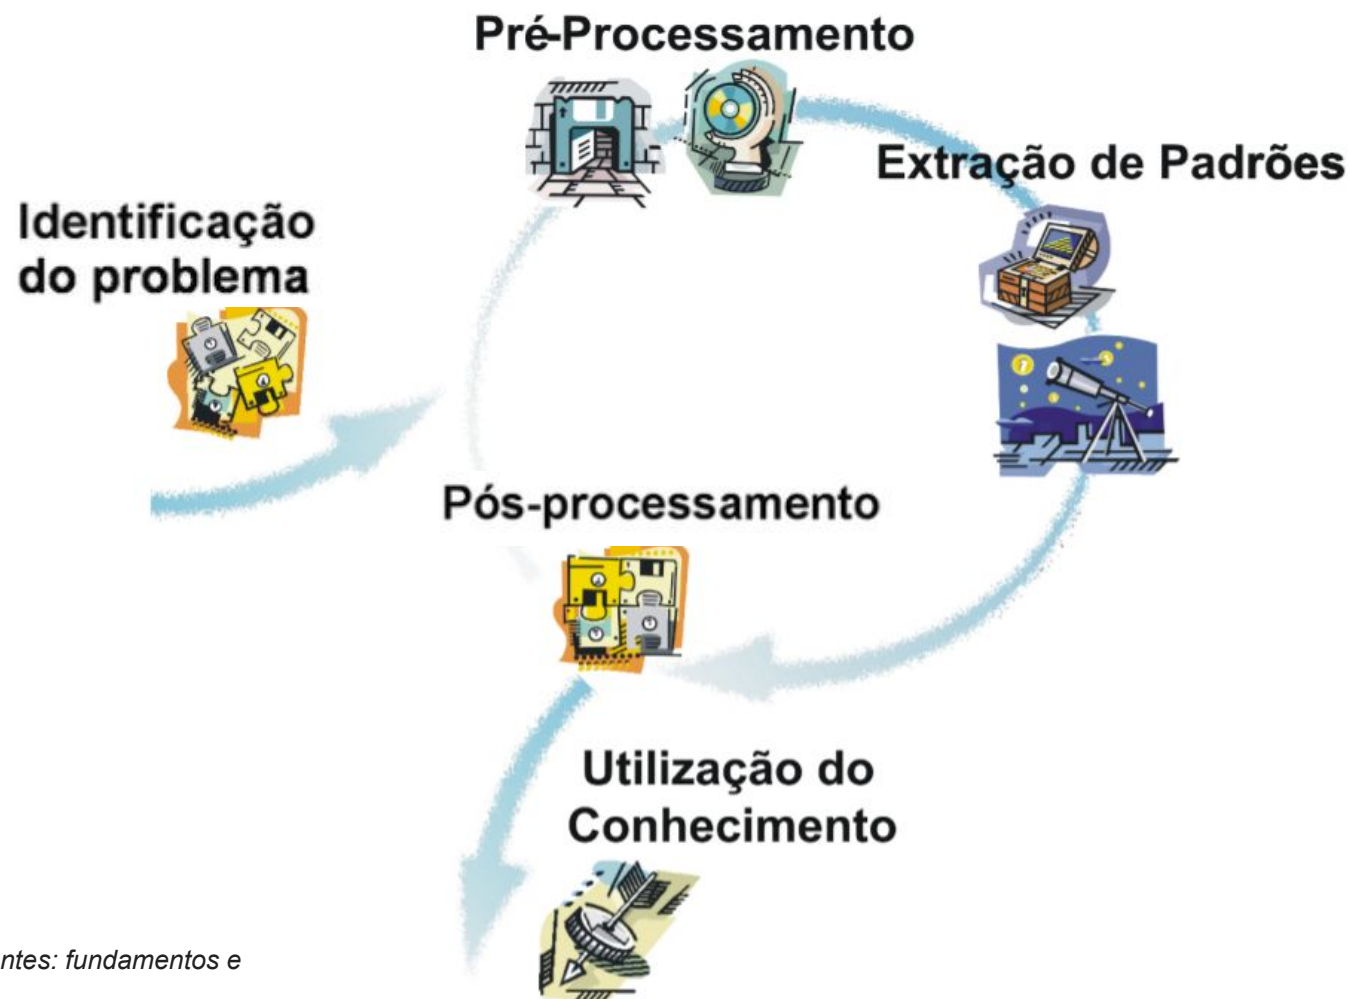 Pré-Processamento
Extração de Padrões
Identificação
do problema
Pós-processamento
Utilização do
Conhecimento
ntes: fundamentos e